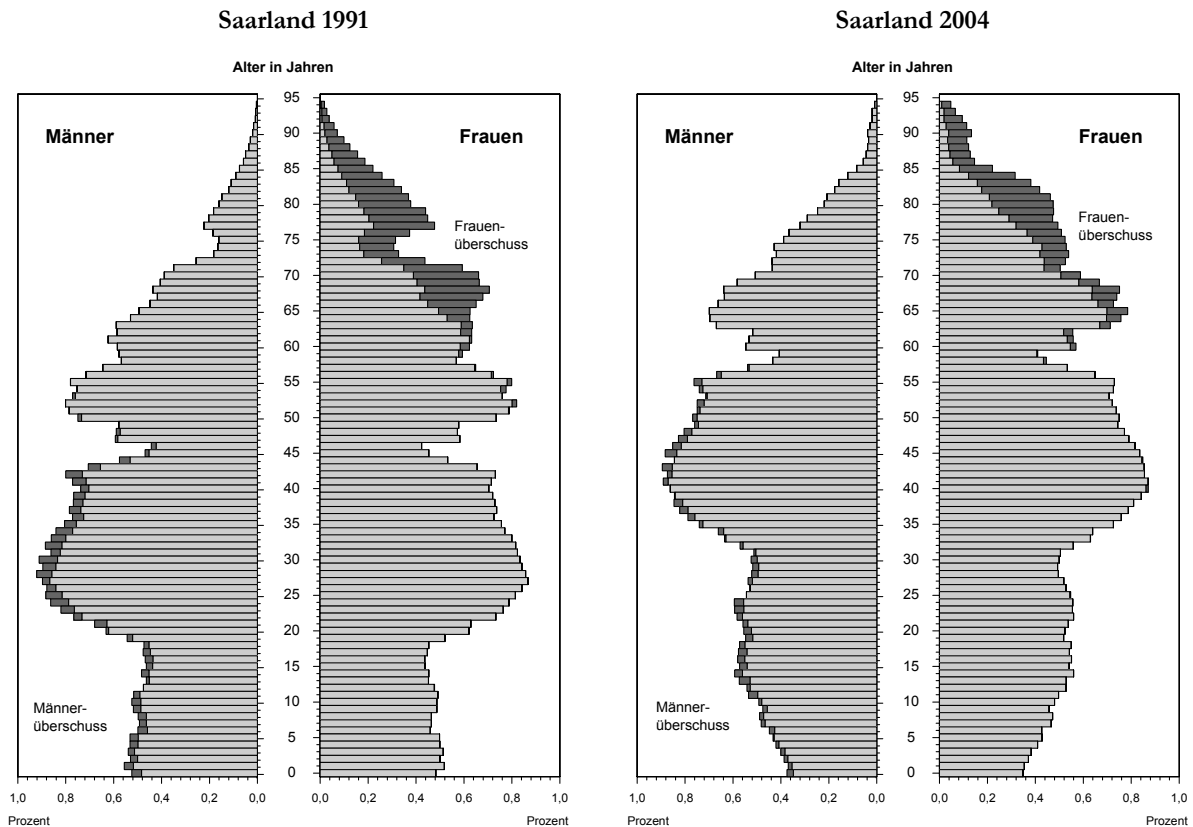 Saarland 1991
Alter in Jahren
Männer
Frauen
95
90
85
80
75
70
65
60
55
50
45
40
35
30
25
20
15
10
5
0
Frauen-
überschuss
Männer-
überschuss
1,0 0,8 0,6 0,4 0,2 0,0
0,0 0,2 0,4 0,6 0,8 1,0
Prozent
Prozent
Saarland 2004
Alter in Jahren
Männer
Frauen
95
90
85
80
75
70
65
60
55
50
45
40
35
30
25
20
15
10
5
0
Frauen-
überschuss
Männer-
überschuss
1,0 0,8 0,6 0,4 0,2 0,0
0,0 0,2 0,4 0,6 0,8 1,0
Prozent
Prozent